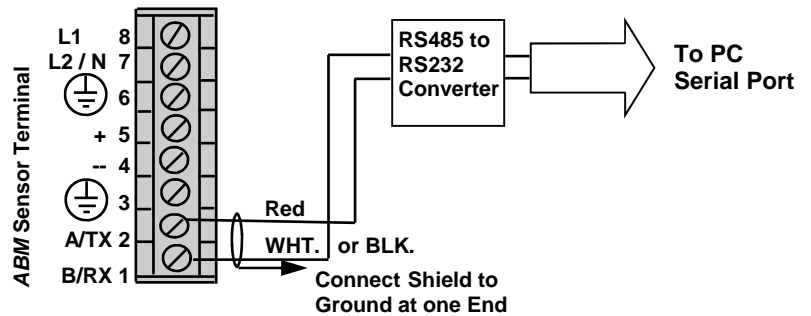 ABM Sensor Terminal
L1 8
L2 / N 7
6
+ 5
-- 4
3
A/TX 2
B/RX 1
Red
WHT. or BLK.
Connect Shield to
Ground at one End
RS485 to
RS232
Converter
To PC
Serial Port